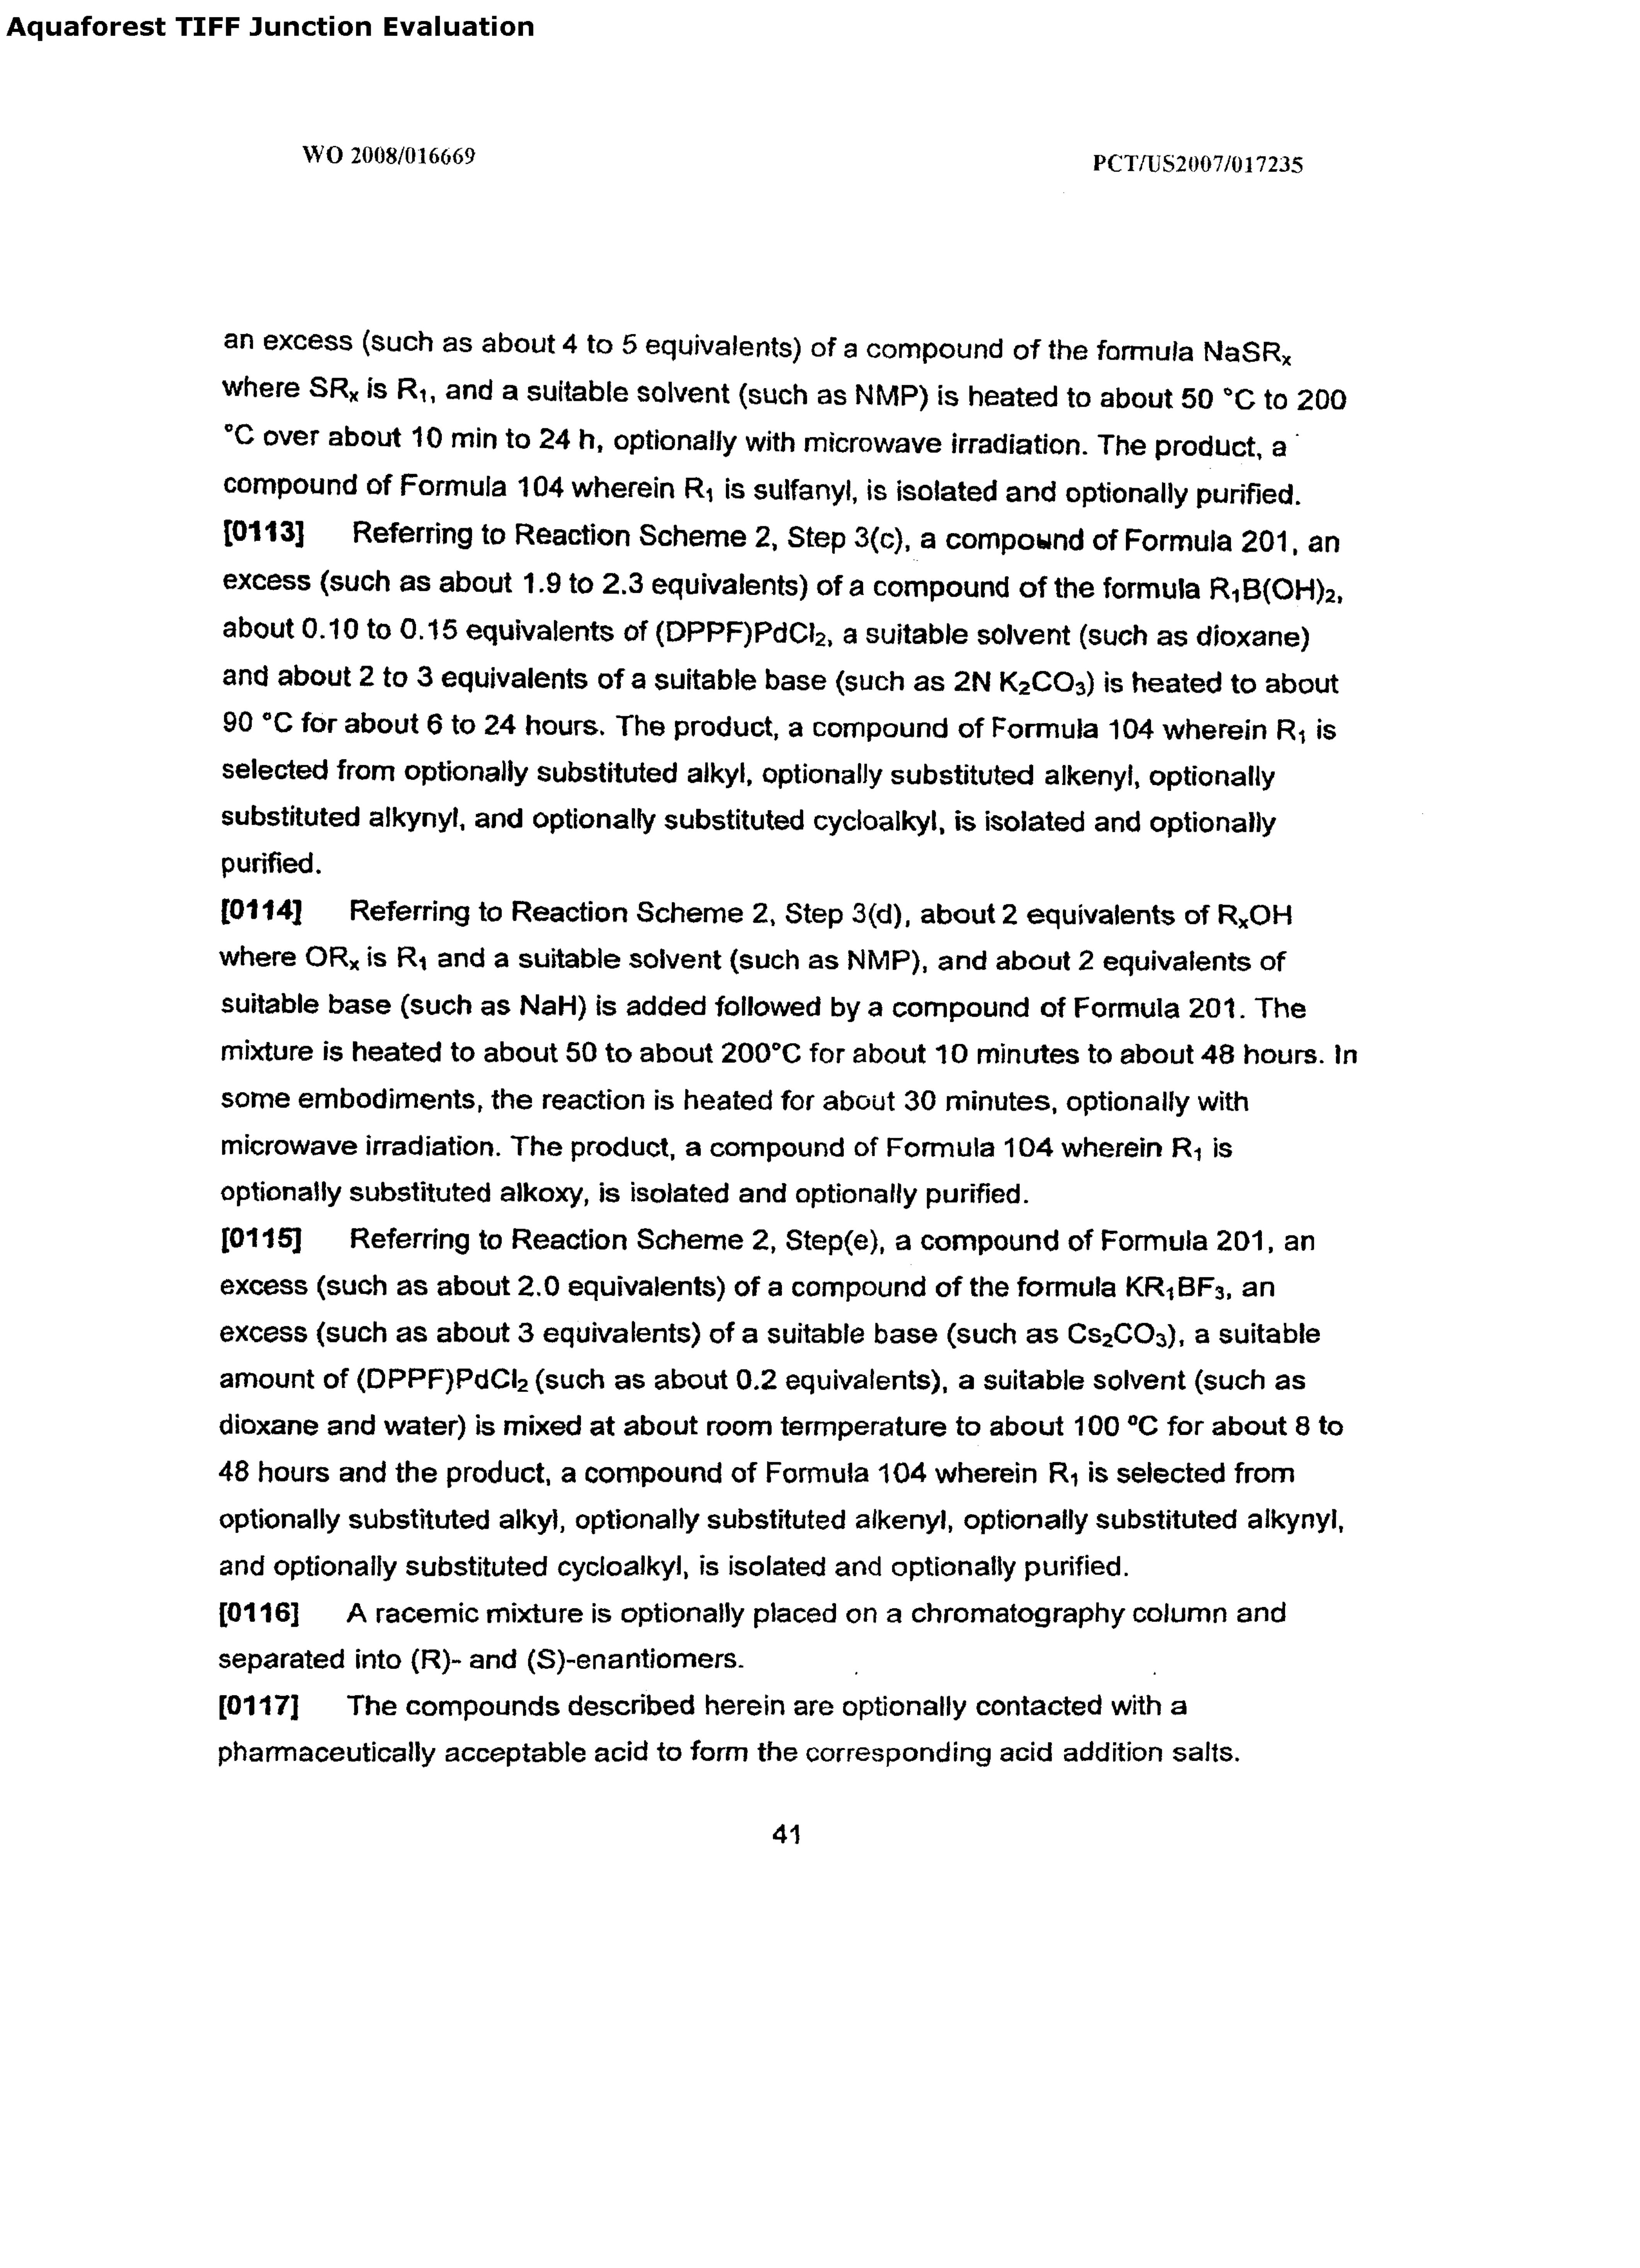 Aquaforest TIFF Junction Evaluation
WO 2008/016669
PCT/US2007/017235
an excess (such as about 4 to 5 equivalents) of a compound of the formula NaSRₓ
where SRₓ is R₁, and a suitable solvent (such as NMP) is heated to about 50 °C to 200
°C over about 10 min to 24 h, optionally with microwave irradiation. The product, a
compound of Formula 104 wherein R₁ is sulfanyl, is isolated and optionally purified.
[0113] Referring to Reaction Scheme 2, Step 3(c), a compound of Formula 201, an
excess (such as about 1.9 to 2.3 equivalents) of a compound of the formula R₁B(OH)₂,
about 0.10 to 0.15 equivalents of (DPPF)PdCl₂, a suitable solvent (such as dioxane)
and about 2 to 3 equivalents of a suitable base (such as 2N K₂CO₃) is heated to about
90 °C for about 6 to 24 hours. The product, a compound of Formula 104 wherein R₁ is
selected from optionally substituted alkyl, optionally substituted alkenyl, optionally
substituted alkynyl, and optionally substituted cycloalkyl, is isolated and optionally
purified.
[0114] Referring to Reaction Scheme 2, Step 3(d), about 2 equivalents of RₓOH
where ORₓ is R₁ and a suitable solvent (such as NMP), and about 2 equivalents of
suitable base (such as NaH) is added followed by a compound of Formula 201. The
mixture is heated to about 50 to about 200°C for about 10 minutes to about 48 hours. In
some embodiments, the reaction is heated for about 30 minutes, optionally with
microwave irradiation. The product, a compound of Formula 104 wherein R₁ is
optionally substituted alkoxy, is isolated and optionally purified.
[0115] Referring to Reaction Scheme 2, Step(e), a compound of Formula 201, an
excess (such as about 2.0 equivalents) of a compound of the formula KR₁BF₃, an
excess (such as about 3 equivalents) of a suitable base (such as Cs₂CO₃), a suitable
amount of (DPPF)PdCl₂ (such as about 0.2 equivalents), a suitable solvent (such as
dioxane and water) is mixed at about room termperature to about 100 ⁰C for about 8 to
48 hours and the product, a compound of Formula 104 wherein R₁ is selected from
optionally substituted alkyl, optionally substituted alkenyl, optionally substituted alkynyl,
and optionally substituted cycloalkyl, is isolated and optionally purified.
[0116] A racemic mixture is optionally placed on a chromatography column and
separated into (R)- and (S)-enantiomers.
[0117] The compounds described herein are optionally contacted with a
pharmaceutically acceptable acid to form the corresponding acid addition salts.
41